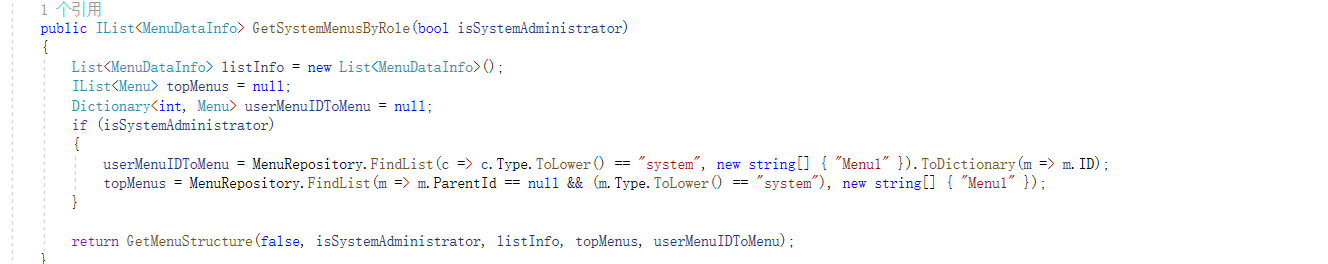 1 个引用
public IList<MenuDataInfo> GetSystemMenusByRole(bool isSystemAdministrator)
{
List<MenuDataInfo> listInfo = new List<MenuDataInfo>();
IList<Menu> topMenus = null;
Dictionary<int, Menu> userMenuIDToMenu = null;
if (isSystemAdministrator)
{
userMenuIDToMenu = MenuRepository.FindList(c => c.Type.ToLower() == "system", new string[] { "Menu1" }).ToDictionary(m => m.ID);
topMenus = MenuRepository.FindList(m => m.ParentId == null && (m.Type.ToLower() == "system"), new string[] { "Menu1" });
}
return GetMenuStructure(false, isSystemAdministrator, listInfo, topMenus, userMenuIDToMenu);
}